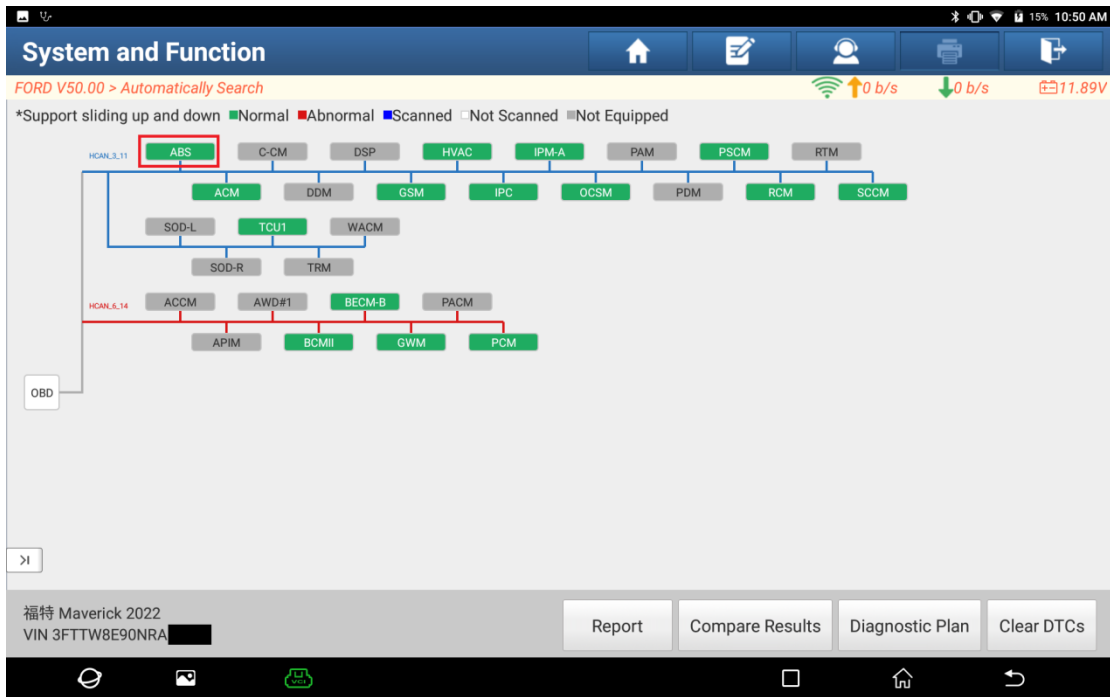 15% 10:50 AM
System and Function
FORD V50.00 > Automatically Search
0 b/s
0 b/s
11.89V
*Support sliding up and down Normal Abnormal Scanned Not Scanned Not Equipped
HCAN_3_11
ABS C-CM DSP HVAC IPM-A PAM PSCM RTM
ACM DDM GSM IPC OCSM PDM RCM SCCM
SOD-L TCU1 WACM
SOD-R TRM
HCAN_6_14
ACCM AWD#1 BECM-B PACM
APIM BCMII GWM PCM
OBD
福特 Maverick 2022
VIN 3FTTW8E90NRA
Report Compare Results Diagnostic Plan Clear DTCs
VCI